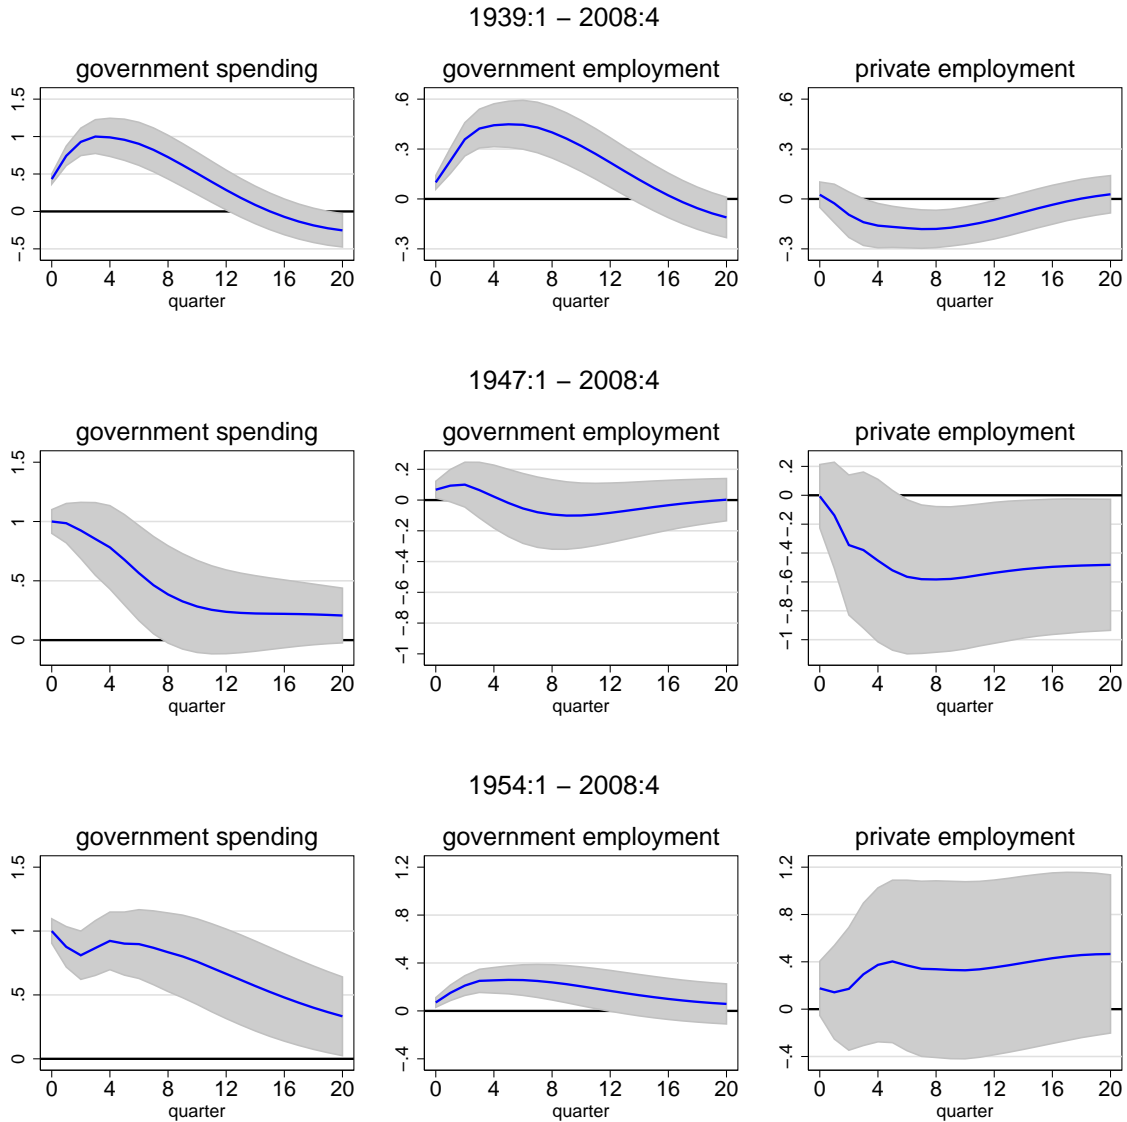 1939:1 – 2008:4
government spending
government employment
private employment
1.5
1
.5
0
−.5
0 4 8 12 16 20
quarter
.6
.3
0
−.3
0 4 8 12 16 20
quarter
.6
.3
0
−.3
0 4 8 12 16 20
quarter
1947:1 – 2008:4
government spending
government employment
private employment
1.5
1
.5
0
0 4 8 12 16 20
quarter
.2
0
−.2
−.4
−.6
−.8
−1
0 4 8 12 16 20
quarter
.2
0
−.2
−.4
−.6
−.8
−1
0 4 8 12 16 20
quarter
1954:1 – 2008:4
government spending
government employment
private employment
1.5
1
.5
0
0 4 8 12 16 20
quarter
1.2
.8
.4
0
−.4
0 4 8 12 16 20
quarter
1.2
.8
.4
0
−.4
0 4 8 12 16 20
quarter